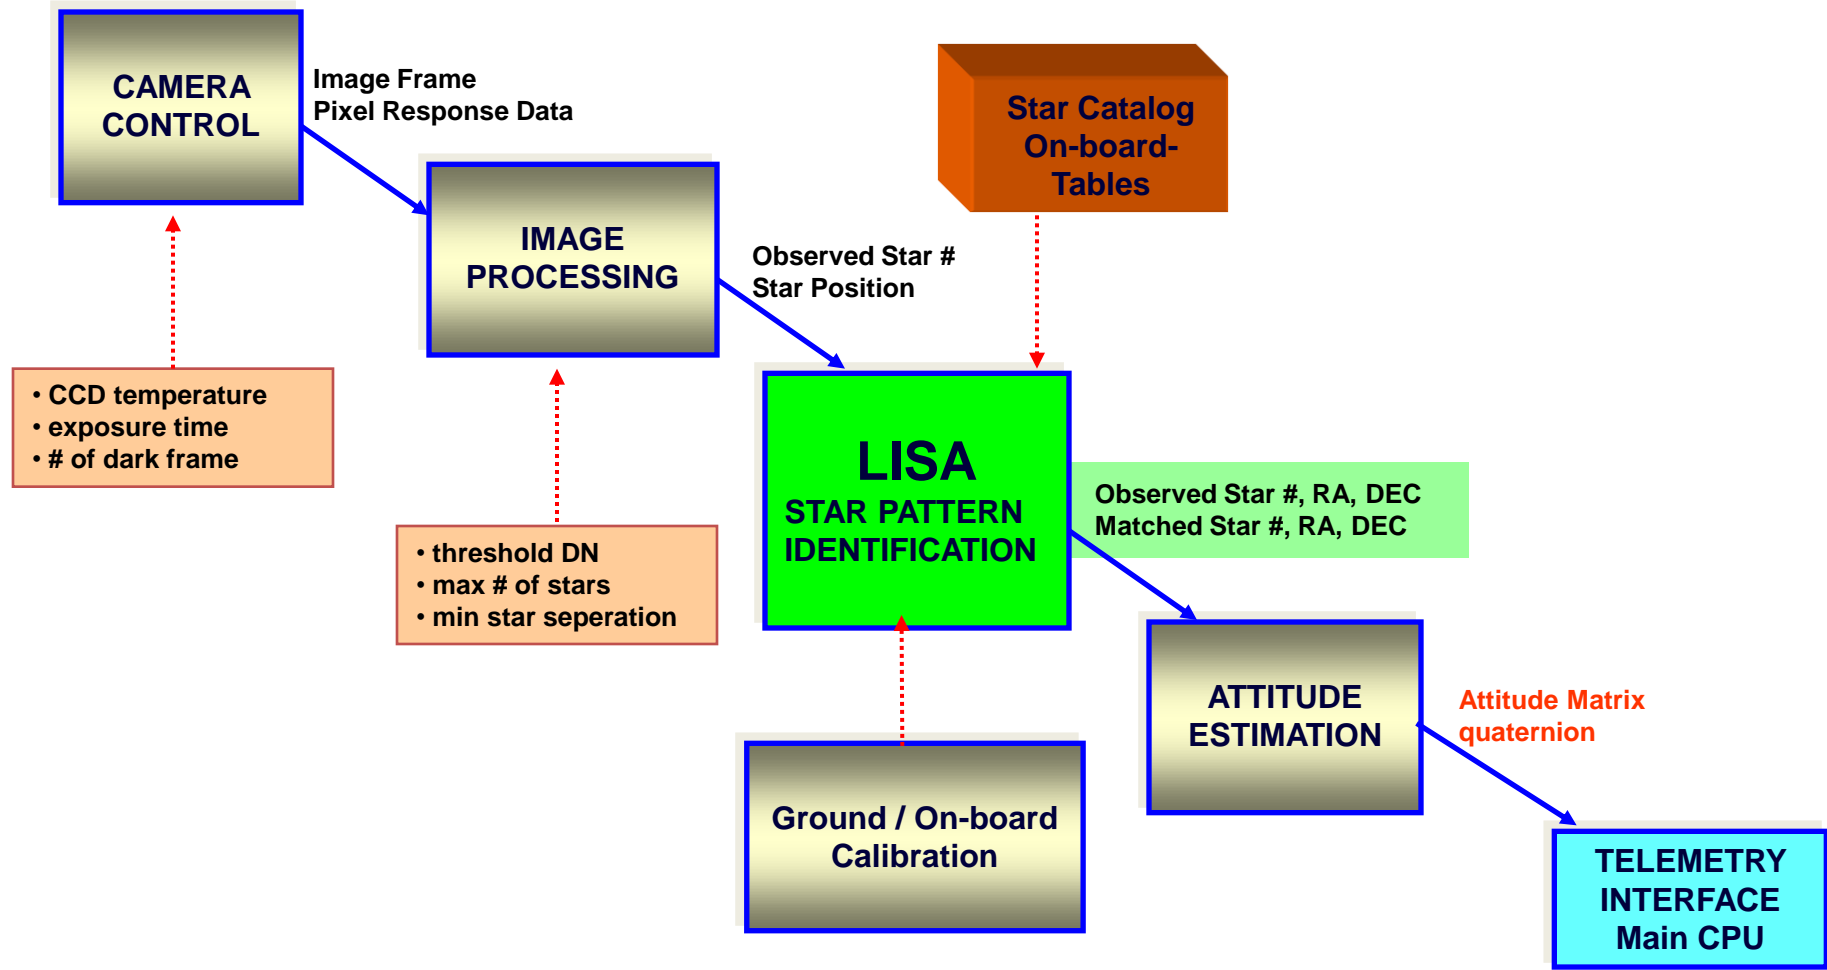 CAMERA
CONTROL
Image Frame
Pixel Response Data
Star Catalog
On-board-
Tables
IMAGE
PROCESSING
Observed Star #
Star Position
• CCD temperature
• exposure time
• # of dark frame
LISA
STAR PATTERN
IDENTIFICATION
Observed Star #, RA, DEC
Matched Star #, RA, DEC
• threshold DN
• max # of stars
• min star seperation
ATTITUDE
ESTIMATION
Attitude Matrix
quaternion
Ground / On-board
Calibration
TELEMETRY
INTERFACE
Main CPU